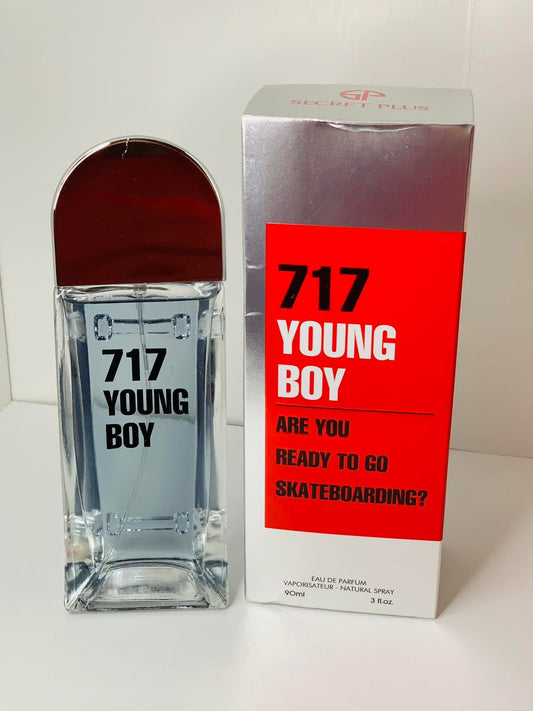 717
YOUNG
BOY
SP
SECRET PLUS
717
YOUNG
BOY
ARE YOU
READY TO GO
SKATEBOARDING?
EAU DE PARFUM
VAPORISATEUR - NATURAL SPRAY
90ml 3 fl.oz.